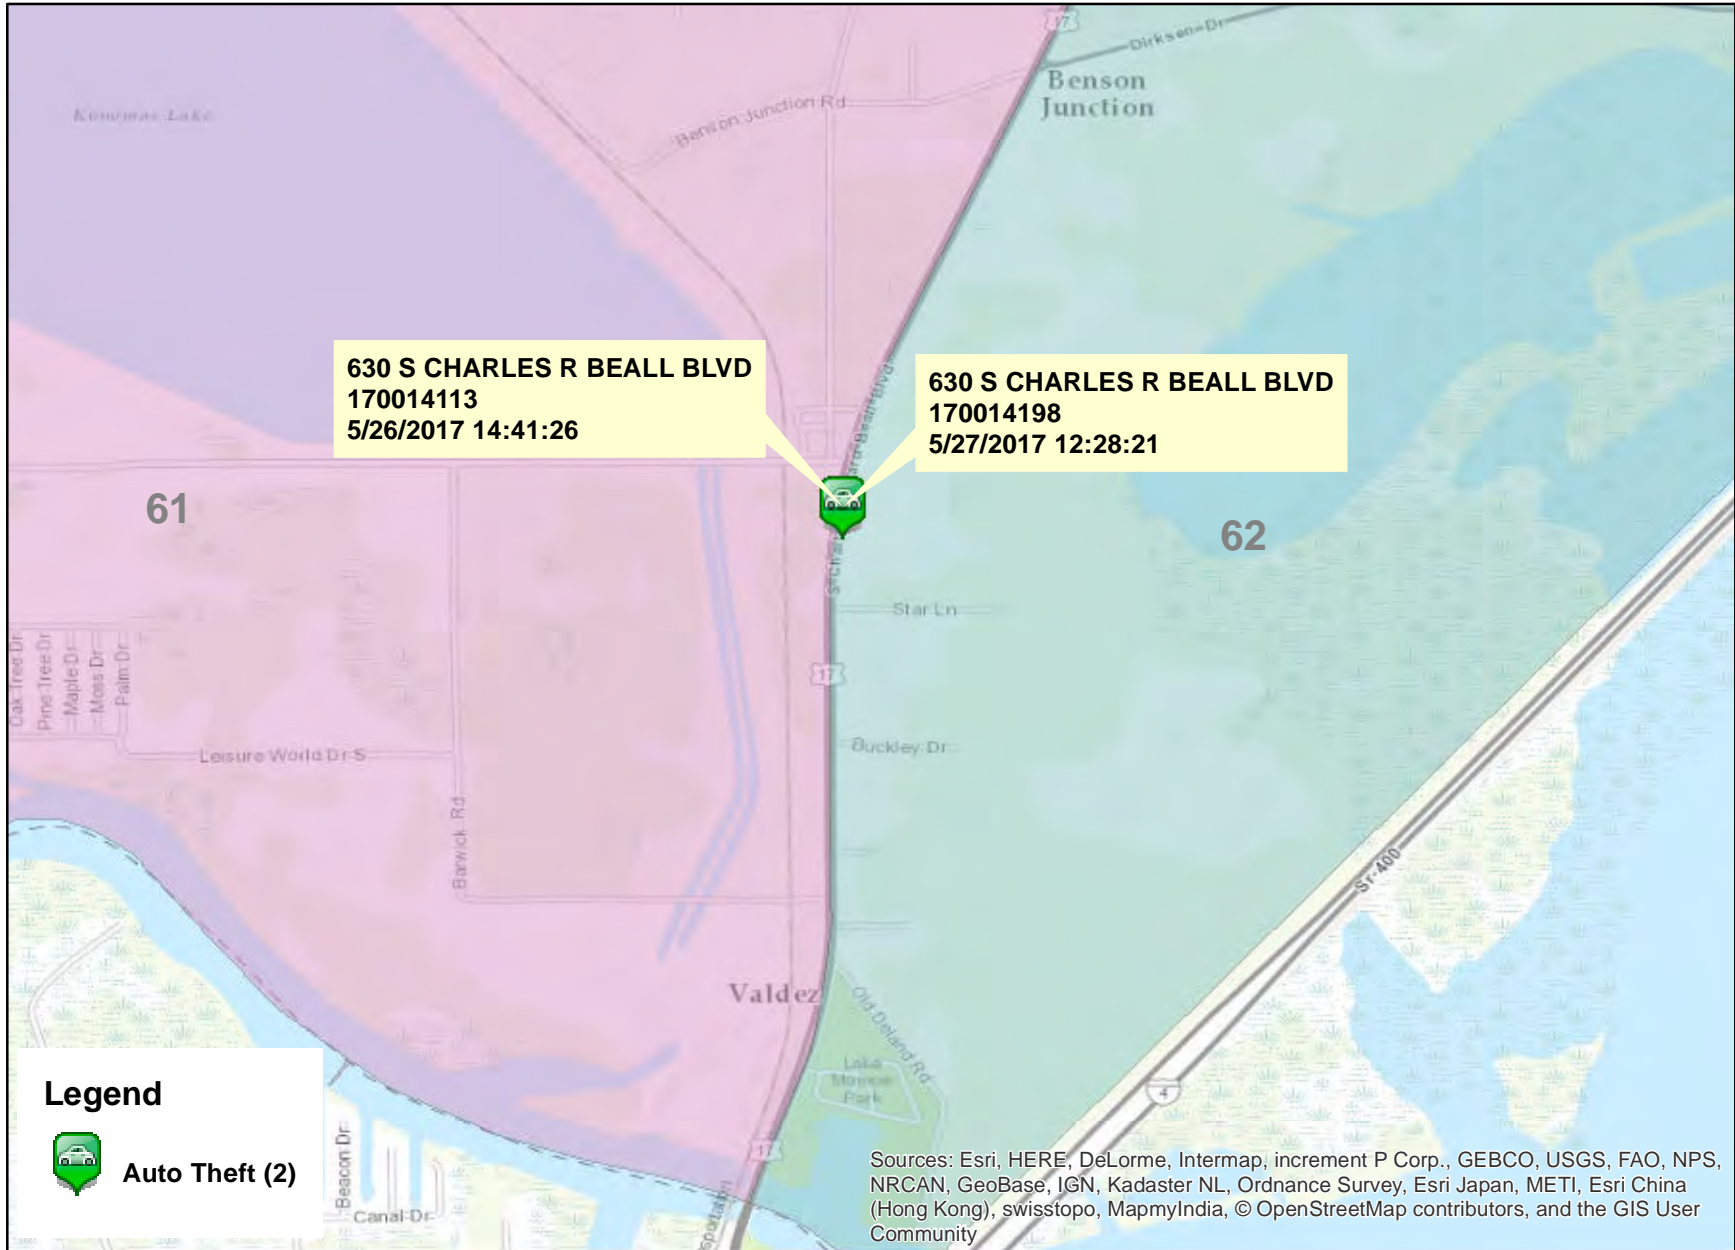 17
Dirksen Dr
Benson
Junction
Benson Junction Rd
630 S CHARLES R BEALL BLVD
170014113
5/26/2017 14:41:26
630 S CHARLES R BEALL BLVD
170014198
5/27/2017 12:28:21
61
62
Star Ln
17
Oak Tree Dr
Pine Tree Dr
Maple Dr
Moss Dr
Palm Dr
Leisure World Dr S
Buckley Dr
Barwick Rd
Sr-400
Valdez
Old Deland Rd
Lake
Monroe
Park
4
17
Legend
Auto Theft (2)
Beacon Dr
Canal Dr
Sources: Esri, HERE, DeLorme, Intermap, increment P Corp., GEBCO, USGS, FAO, NPS,
NRCAN, GeoBase, IGN, Kadaster NL, Ordnance Survey, Esri Japan, METI, Esri China
(Hong Kong), swisstopo, MapmyIndia, © OpenStreetMap contributors, and the GIS User
Community